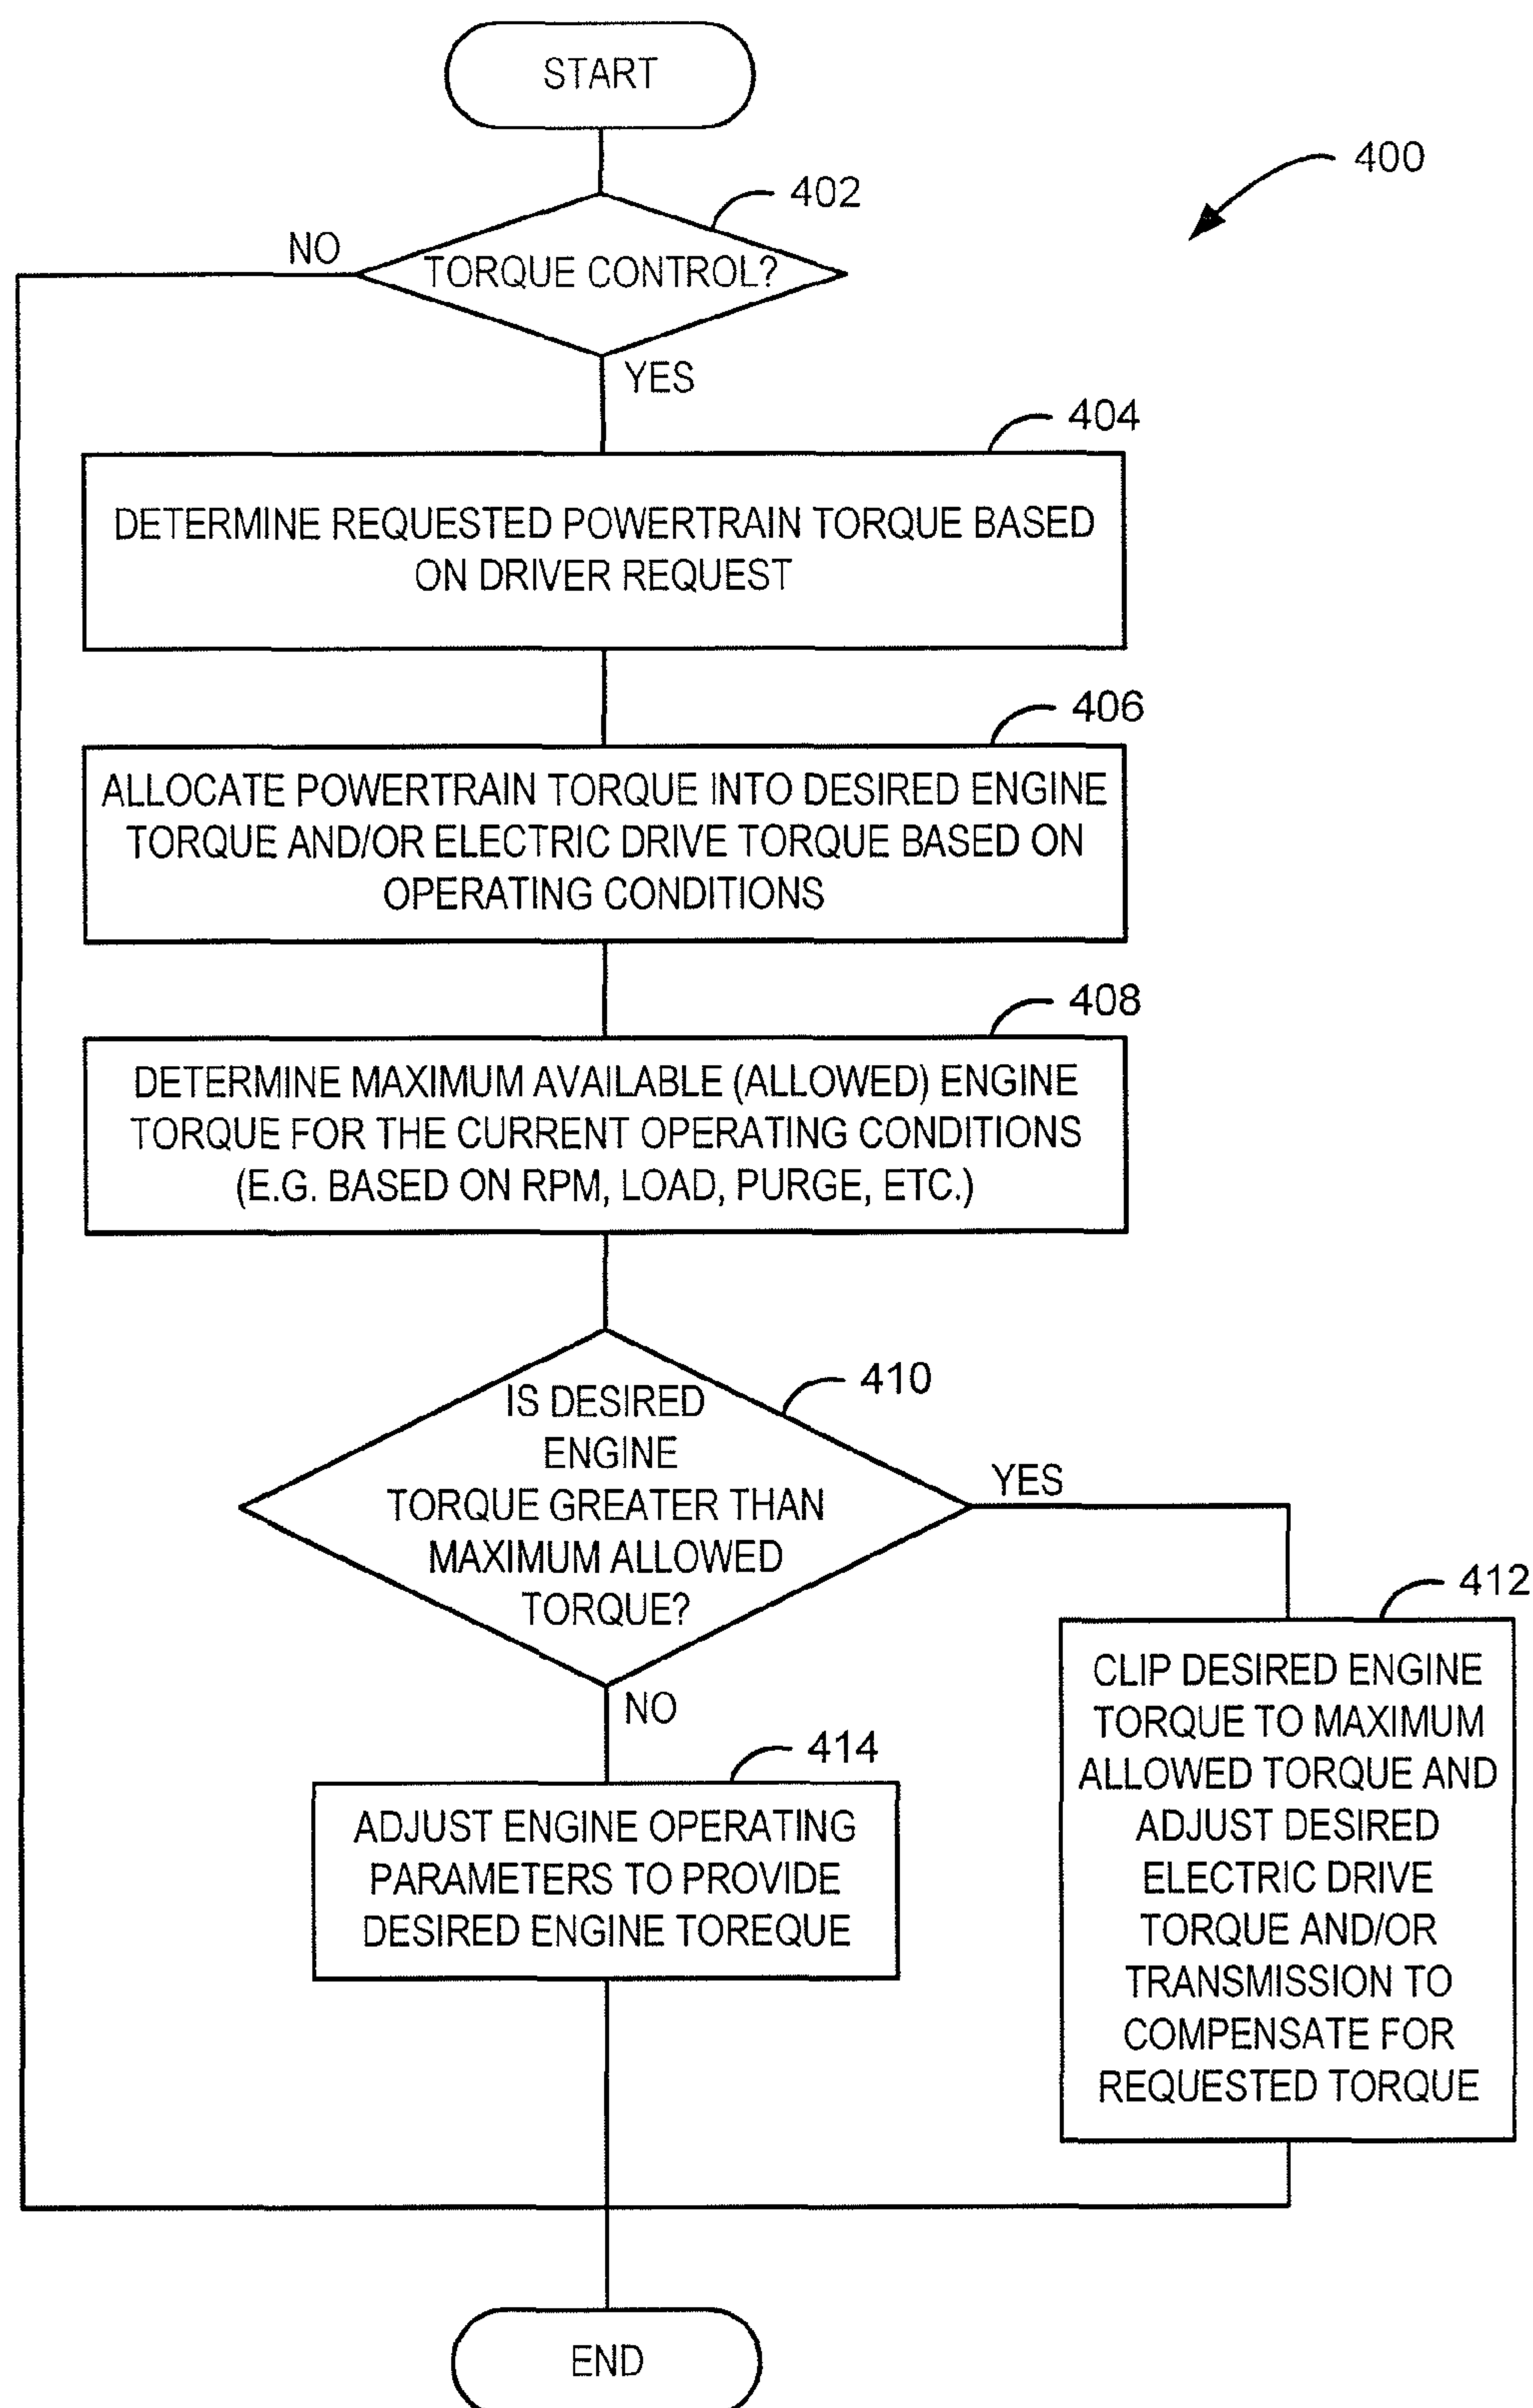 START
400
402
NO
TORQUE CONTROL?
YES
404
DETERMINE REQUESTED POWERTRAIN TORQUE BASED
ON DRIVER REQUEST
406
ALLOCATE POWERTRAIN TORQUE INTO DESIRED ENGINE
TORQUE AND/OR ELECTRIC DRIVE TORQUE BASED ON
OPERATING CONDITIONS
408
DETERMINE MAXIMUM AVAILABLE (ALLOWED) ENGINE
TORQUE FOR THE CURRENT OPERATING CONDITIONS
(E.G. BASED ON RPM, LOAD, PURGE, ETC.)
410
IS DESIRED
ENGINE
TORQUE GREATER THAN
MAXIMUM ALLOWED
TORQUE?
YES
412
CLIP DESIRED ENGINE
TORQUE TO MAXIMUM
ALLOWED TORQUE AND
ADJUST DESIRED
ELECTRIC DRIVE
TORQUE AND/OR
TRANSMISSION TO
COMPENSATE FOR
REQUESTED TORQUE
NO
414
ADJUST ENGINE OPERATING
PARAMETERS TO PROVIDE
DESIRED ENGINE TOREQUE
END